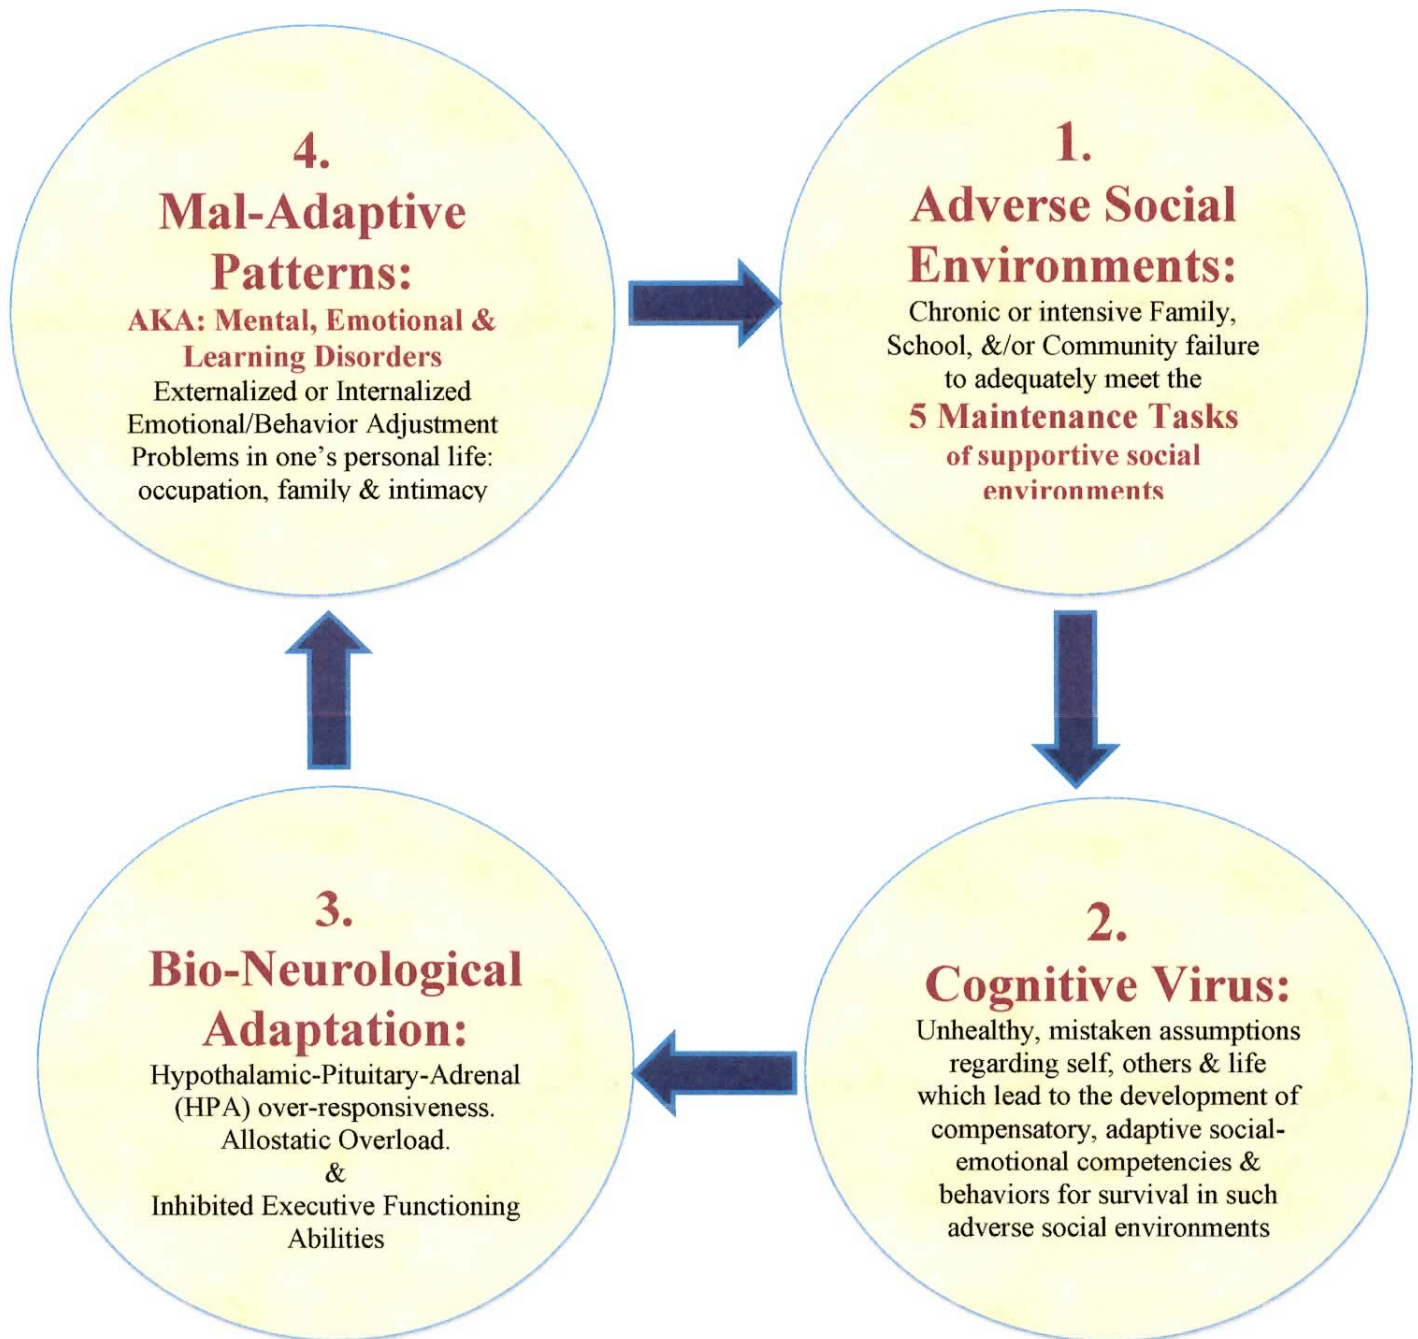 1.
Adverse Social
Environments:
Chronic or intensive Family,
School, &/or Community failure
to adequately meet the
5 Maintenance Tasks
of supportive social
environments
2.
Cognitive Virus:
Unhealthy, mistaken assumptions
regarding self, others & life
which lead to the development of
compensatory, adaptive social-
emotional competencies &
behaviors for survival in such
adverse social environments
3.
Bio-Neurological
Adaptation:
Hypothalamic-Pituitary-Adrenal
(HPA) over-responsiveness.
Allostatic Overload.
&
Inhibited Executive Functioning
Abilities
4.
Mal-Adaptive
Patterns:
AKA: Mental, Emotional &
Learning Disorders
Externalized or Internalized
Emotional/Behavior Adjustment
Problems in one’s personal life:
occupation, family & intimacy